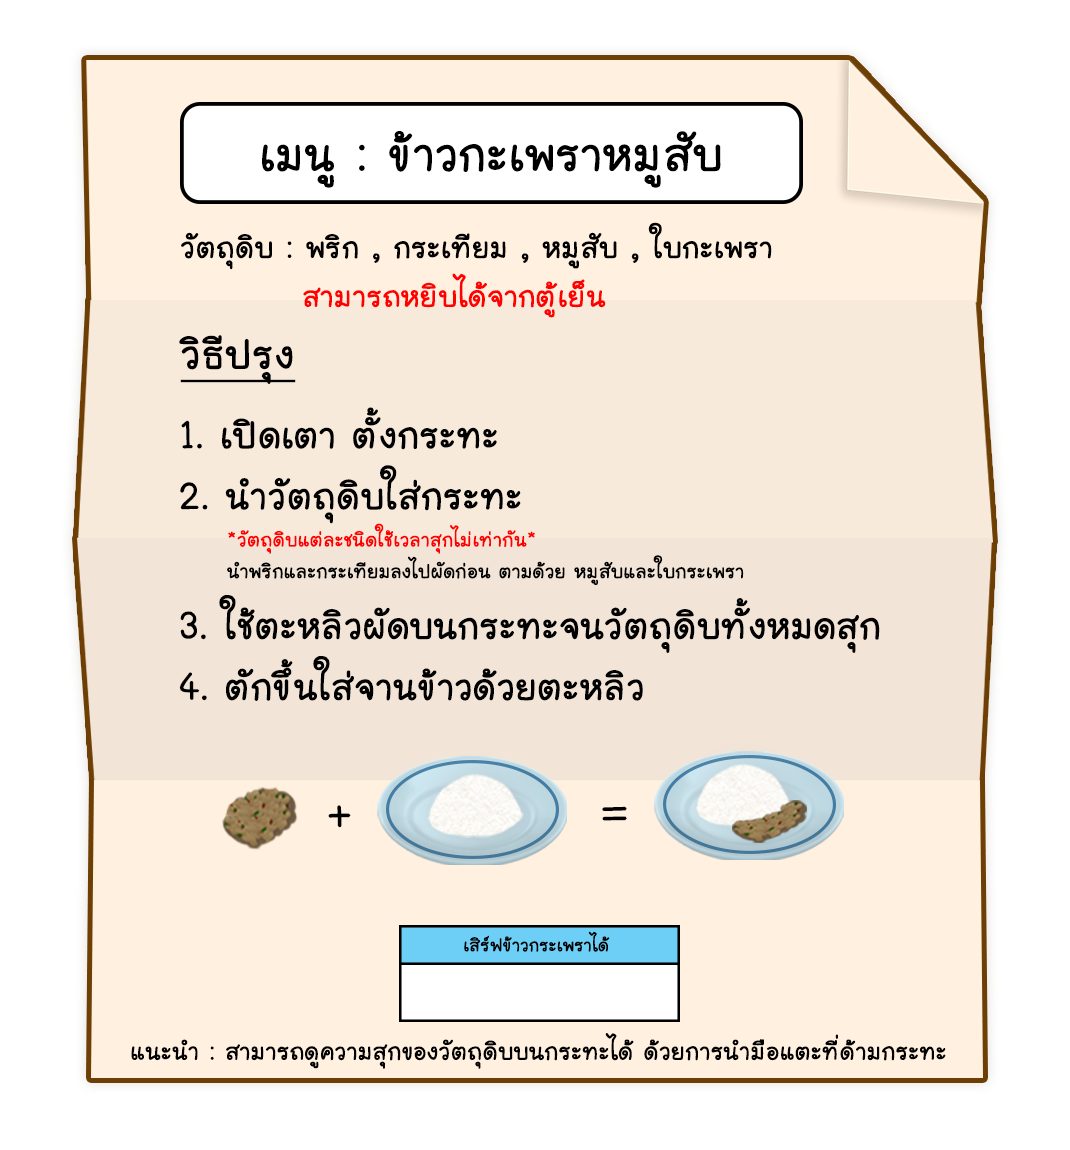 เมนู : ข้าวกะเพราหมูสับ
วัตถุดิบ : พริก , กระเทียม , หมูสับ , ใบกะเพรา
สามารถหยิบได้จากตู้เย็น
วิธีปรุง
1. เปิดเตา ตั้งกระทะ
2. นำวัตถุดิบใส่กระทะ
*วัตถุดิบแต่ละชนิดใช้เวลาสุกไม่เท่ากัน*
นำพริกและกระเทียมลงไปผัดก่อน ตามด้วย หมูสับและใบกระเพรา
3. ใช้ตะหลิวผัดบนกระทะจนวัตถุดิบทั้งหมดสุก
4. ตักขึ้นใส่จานข้าวด้วยตะหลิว
+ =
เสิร์ฟข้าวกระเพราได้
แนะนำ : สามารถดูความสุกของวัตถุดิบบนกระทะได้ ด้วยการนำมือแตะที่ด้ามกระทะ